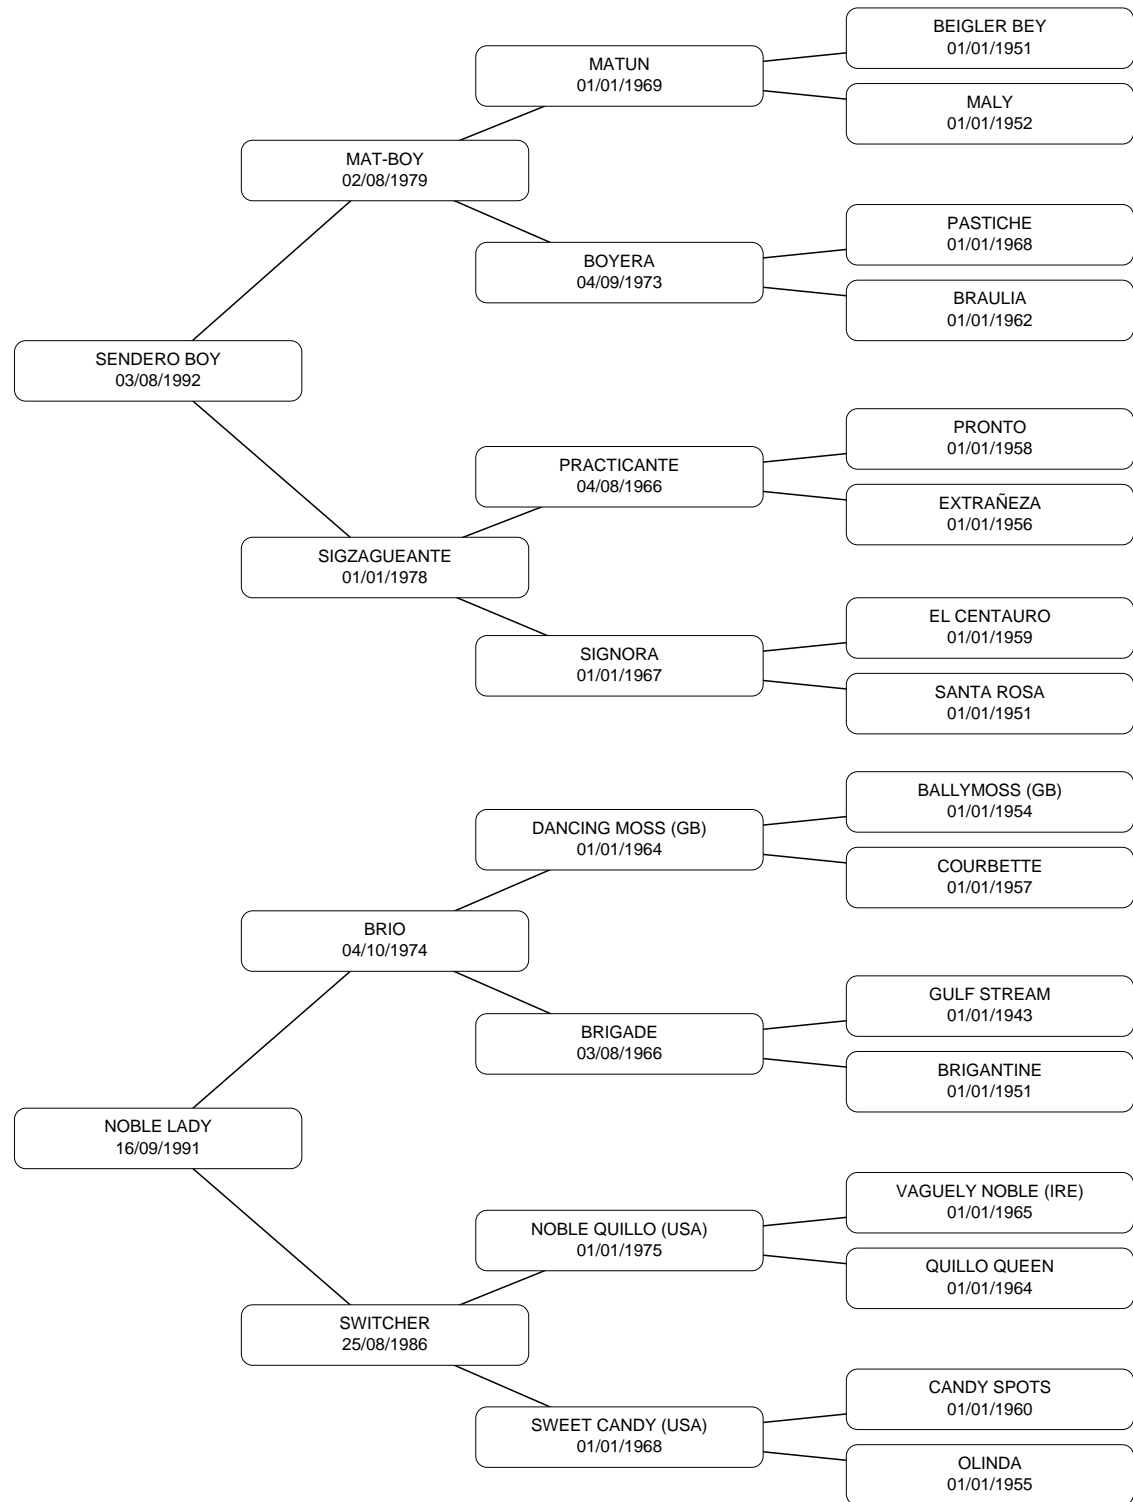 BEIGLER BEY
01/01/1951
MATUN
01/01/1969
MALY
01/01/1952
MAT-BOY
02/08/1979
PASTICHE
01/01/1968
BOYERA
04/09/1973
BRAULIA
01/01/1962
SENDERO BOY
03/08/1992
PRONTO
01/01/1958
PRACTICANTE
04/08/1966
EXTRAÑEZA
01/01/1956
SIGZAGUEANTE
01/01/1978
EL CENTAURO
01/01/1959
SIGNORA
01/01/1967
SANTA ROSA
01/01/1951
BALLYMOSS (GB)
01/01/1954
DANCING MOSS (GB)
01/01/1964
COURBETTE
01/01/1957
BRIO
04/10/1974
GULF STREAM
01/01/1943
BRIGADE
03/08/1966
BRIGANTINE
01/01/1951
NOBLE LADY
16/09/1991
VAGUELY NOBLE (IRE)
01/01/1965
NOBLE QUILLO (USA)
01/01/1975
QUILLO QUEEN
01/01/1964
SWITCHER
25/08/1986
CANDY SPOTS
01/01/1960
SWEET CANDY (USA)
01/01/1968
OLINDA
01/01/1955